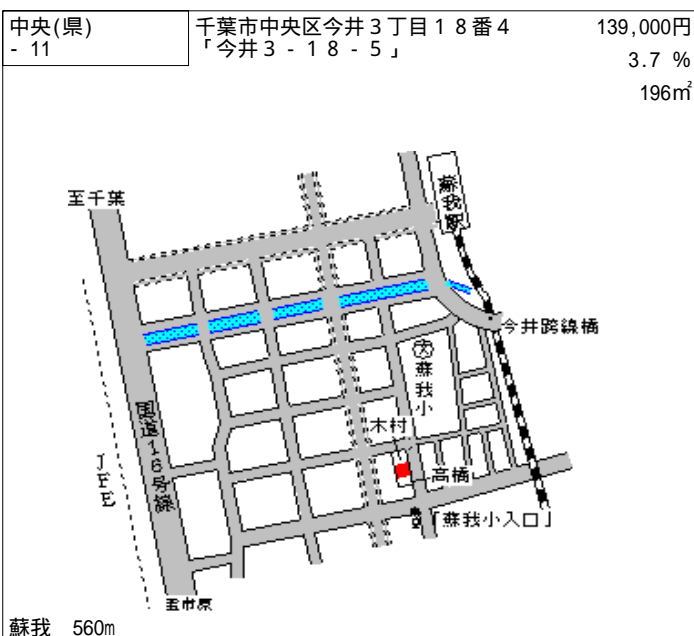 中央(県)
- 11
千葉市中央区今井３丁目１８番４
「今井３－１８－５」
139,000円
3.7 %
196㎡
至千葉
蘇我駅
今井跨線橋
文
蘇我小
国道16号線
JFE
木村
高橋
「蘇我小入口」
至市原
蘇我 560m